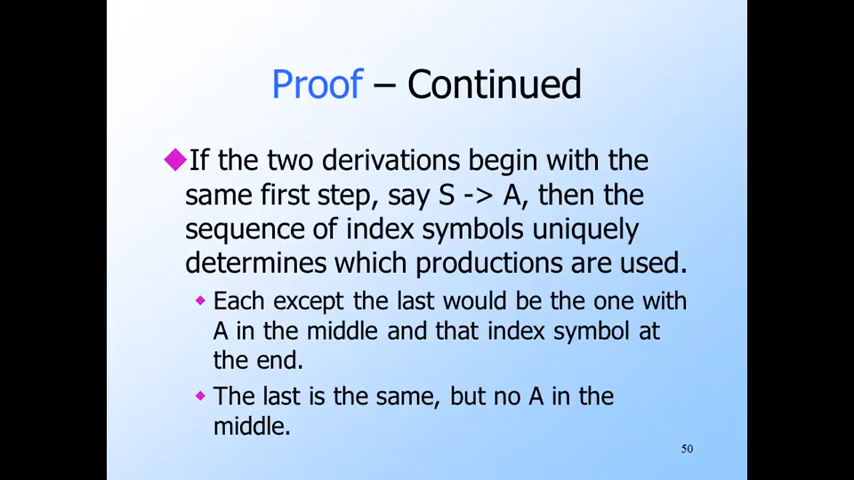 Proof – Continued
If the two derivations begin with the
same first step, say S -> A, then the
sequence of index symbols uniquely
determines which productions are used.
Each except the last would be the one with
A in the middle and that index symbol at
the end.
The last is the same, but no A in the
middle.
50